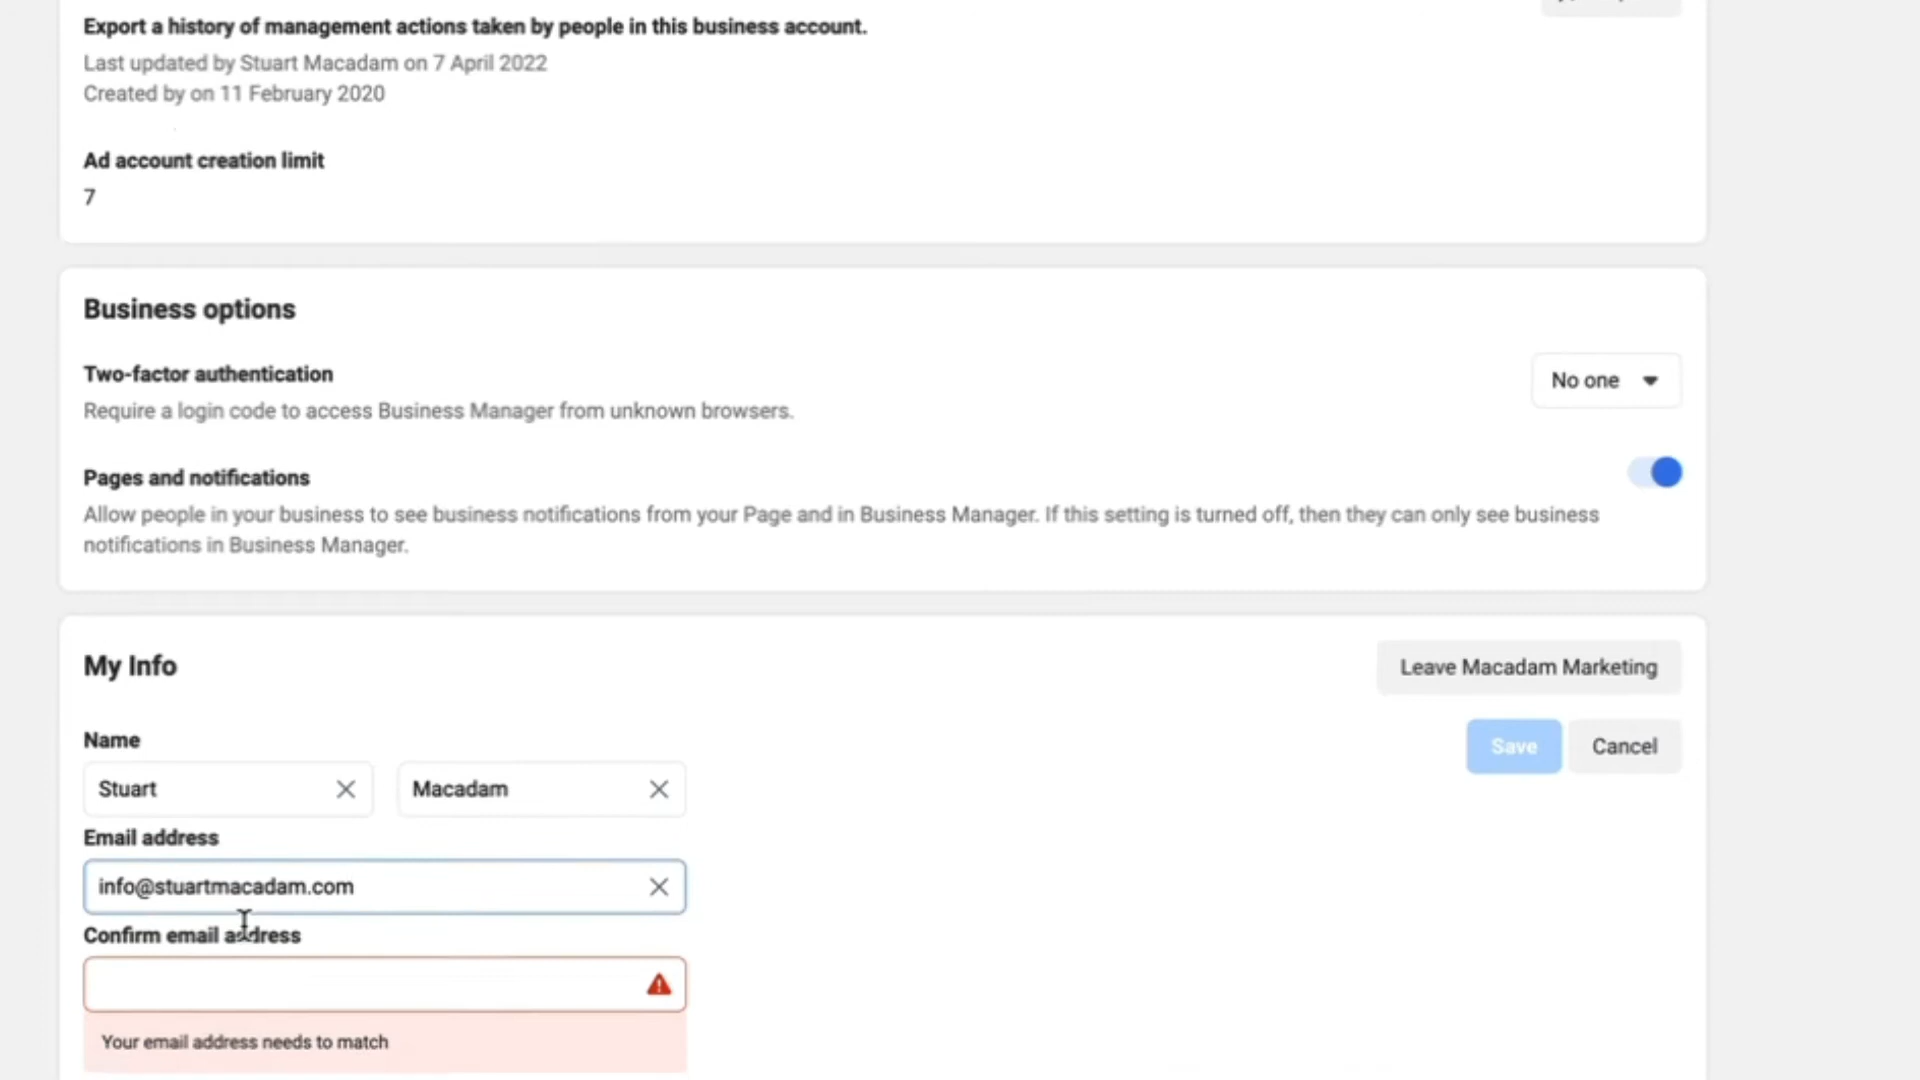 Export a history of management actions taken by people in this business account.
Last updated by Stuart Macadam on 7 April 2022
Created by on 11 February 2020
Ad account creation limit
7
Business options
Two-factor authentication
No one
Require a login code to access Business Manager from unknown browsers.
Pages and notifications
Allow people in your business to see business notifications from your Page and in Business Manager. If this setting is turned off, then they can only see business
notifications in Business Manager.
My Info
Leave Macadam Marketing
Name
Save
Cancel
Stuart
Macadam
Email address
info@stuartmacadam.com
Confirm email address
Your email address needs to match